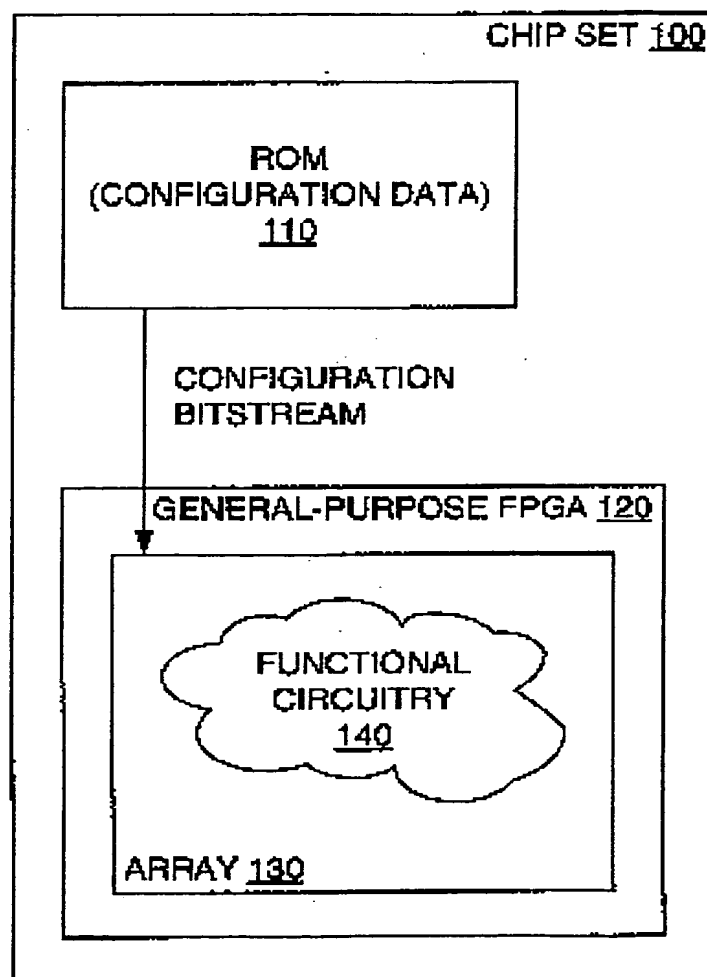 CHIP SET 100
ROM
(CONFIGURATION DATA)
110
CONFIGURATION
BITSTREAM
GENERAL-PURPOSE FPGA 120
FUNCTIONAL
CIRCUITRY
140
ARRAY 130